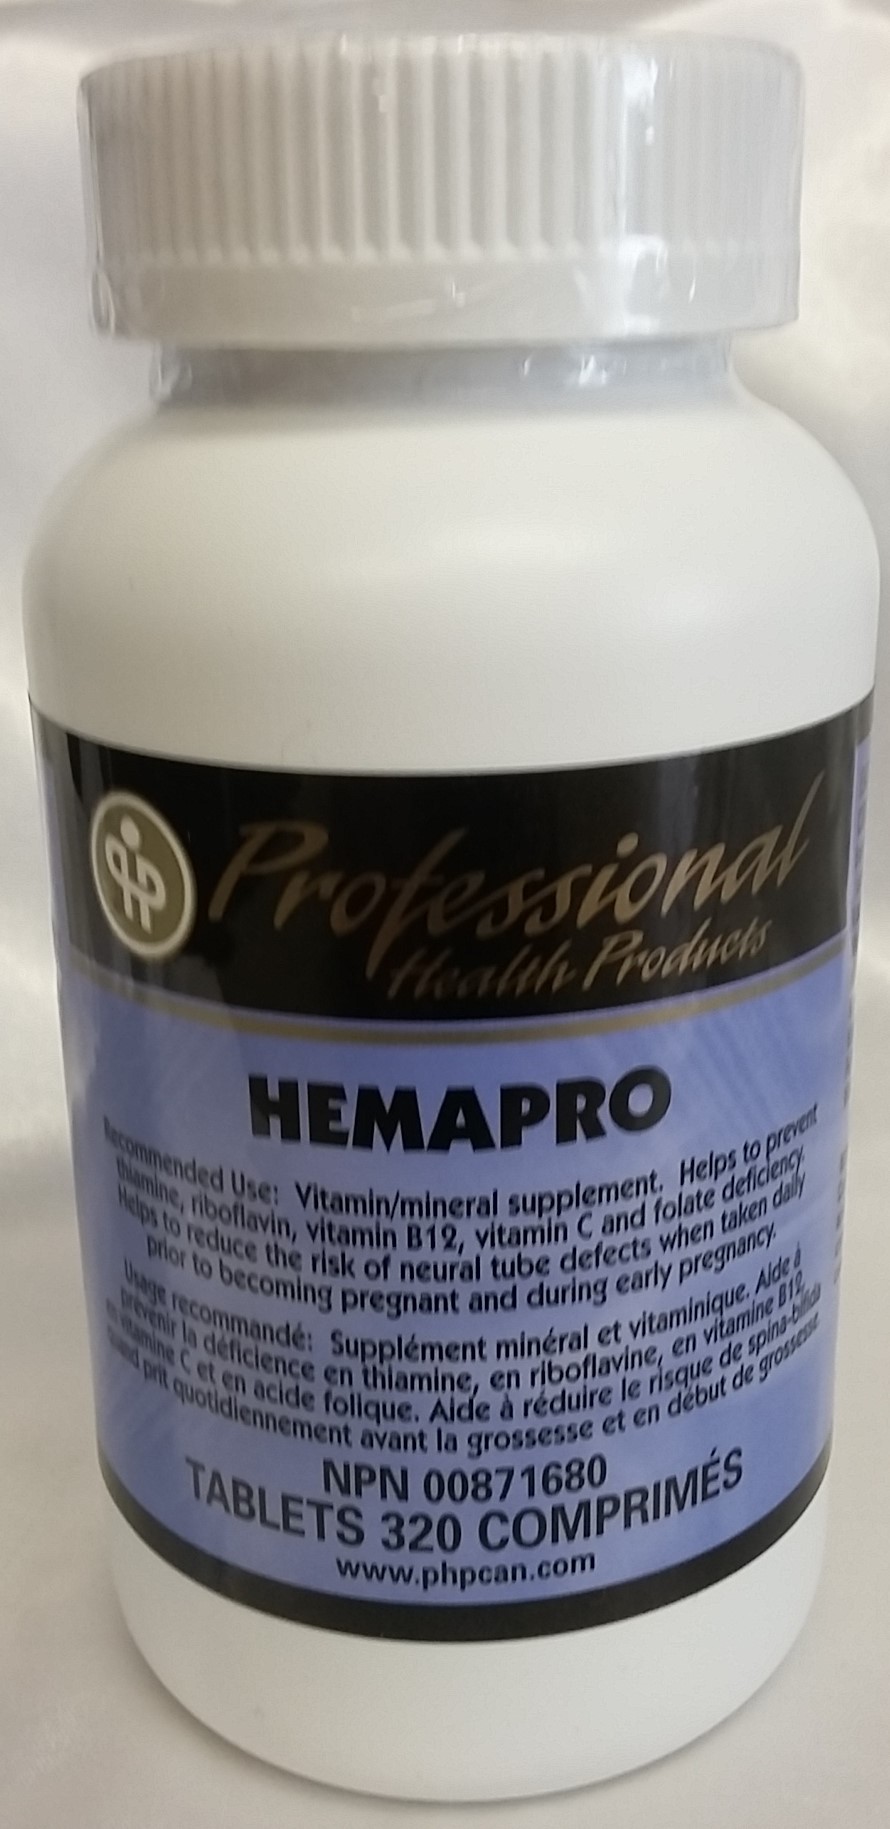 PHP
Professional
Health Products
HEMAPRO
Recommended Use: Vitamin/mineral supplement. Helps to prevent
thiamine, riboflavin, vitamin B12, vitamin C and folate deficiency.
Helps to reduce the risk of neural tube defects when taken daily
prior to becoming pregnant and during early pregnancy.
Usage recommandé: Supplément minéral et vitaminique. Aide à
prévenir la déficience en thiamine, en riboflavine, en vitamine B12,
en vitamine C et en acide folique. Aide à réduire le risque de spina-bifida
quand prit quotidiennement avant la grossesse et en début de grossesse.
NPN 00871680
TABLETS 320 COMPRIMÉS
www.phpcan.com